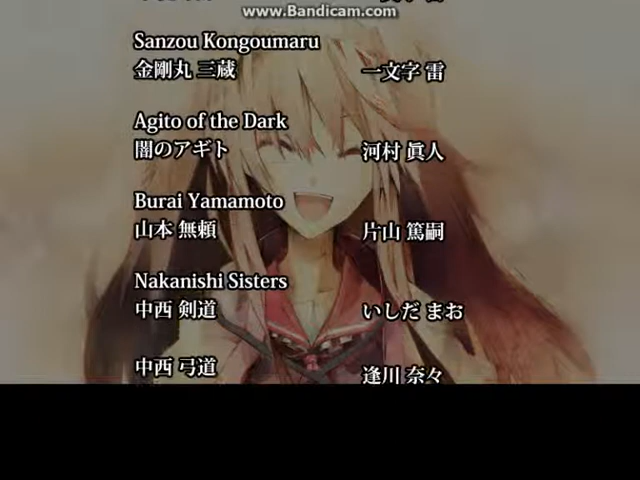 www.Bandicam.com
Sanzou Kongoumaru
金剛丸 三蔵
一文字 雷
Agito of the Dark
闇のアギト
河村 眞人
Burai Yamamoto
山本 無頼
片山 篤嗣
Nakanishi Sisters
中西 剣道
いしだ まお
中西 弓道
逢川 奈々